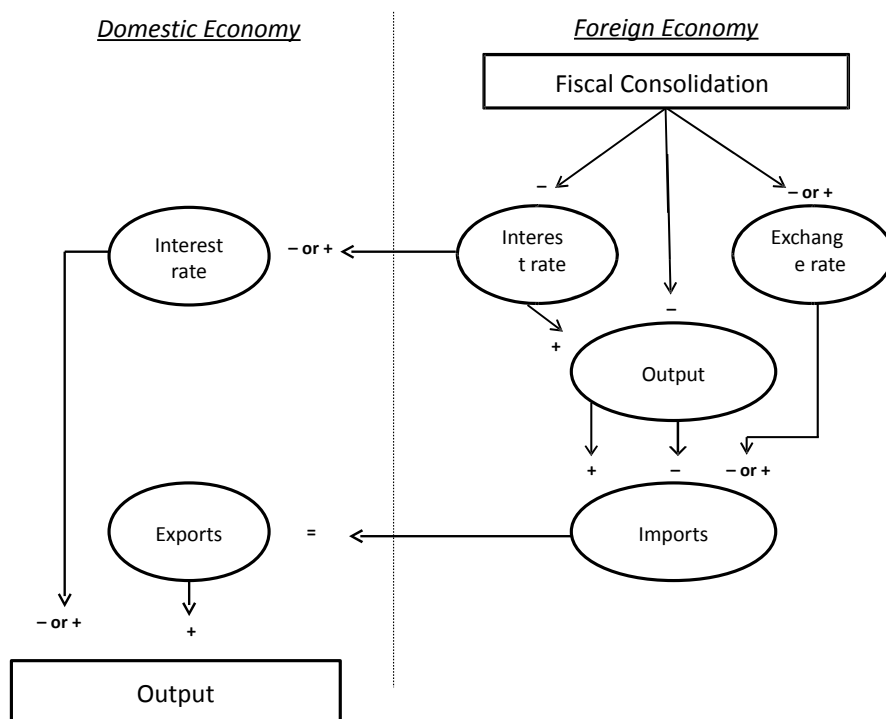 Domestic Economy
Foreign Economy
Fiscal Consolidation
–
– or +
Interest
rate
– or +
Interes
t rate
Exchang
e rate
–
+
Output
+
–
– or +
Exports
=
Imports
– or +
+
Output